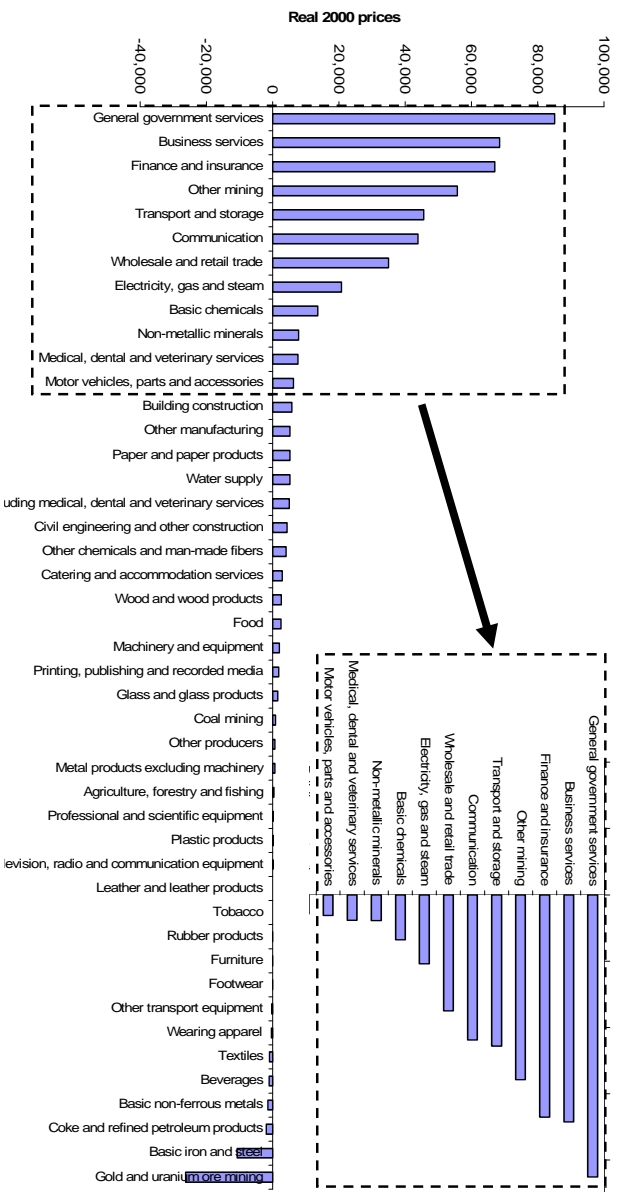 Real 2000 prices
-40,000
-20,000
0
20,000
40,000
60,000
80,000
100,000
General government services
Business services
Finance and insurance
Other mining
Transport and storage
Communication
Wholesale and retail trade
Electricity, gas and steam
Basic chemicals
Non-metallic minerals
Medical, dental and veterinary services
Motor vehicles, parts and accessories
Building construction
Other manufacturing
Paper and paper products
Water supply
uding medical, dental and veterinary services
Civil engineering and other construction
Other chemicals and man-made fibers
Catering and accommodation services
Wood and wood products
Food
Machinery and equipment
Printing, publishing and recorded media
Glass and glass products
Coal mining
Other producers
Metal products excluding machinery
Agriculture, forestry and fishing
Professional and scientific equipment
Plastic products
levision, radio and communication equipment
Leather and leather products
Tobacco
Rubber products
Furniture
Footwear
Other transport equipment
Wearing apparel
Textiles
Beverages
Basic non-ferrous metals
Coke and refined petroleum products
Basic iron and steel
Gold and uranium ore mining
General government services
Business services
Finance and insurance
Other mining
Transport and storage
Communication
Wholesale and retail trade
Electricity, gas and steam
Basic chemicals
Non-metallic minerals
Medical, dental and veterinary services
Motor vehicles, parts and accessories